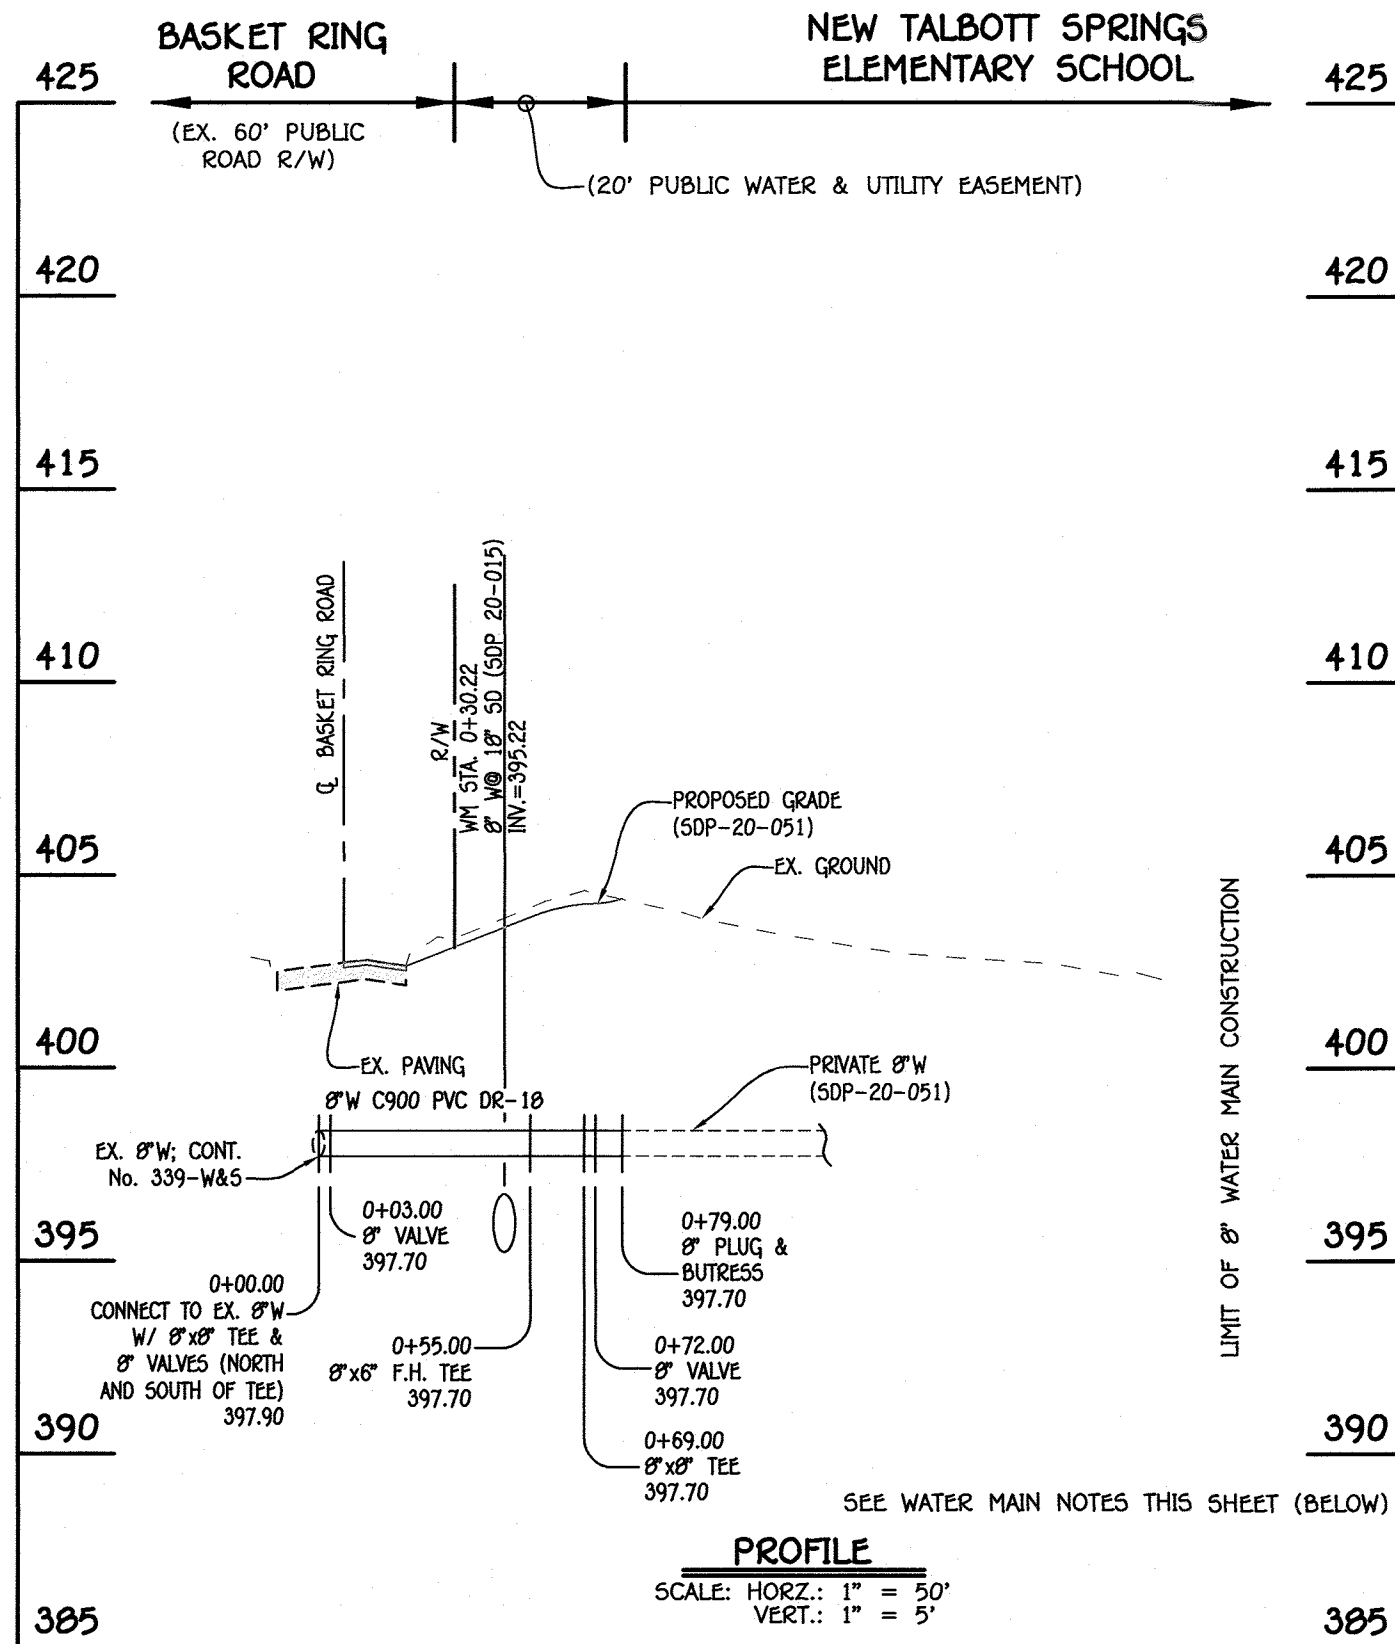 BASKET RING
ROAD
NEW TALBOTT SPRINGS
ELEMENTARY SCHOOL
425
425
(EX. 60' PUBLIC
ROAD R/W)
(20' PUBLIC WATER & UTILITY EASEMENT)
420
420
415
415
410
410
℄ BASKET RING ROAD
R/W
WM STA. 0+30.22
8" W@ 18" SD (SDP 20-015)
INV.=395.22
PROPOSED GRADE
(SDP-20-051)
405
405
EX. GROUND
400
400
EX. PAVING
PRIVATE 8"W
(SDP-20-051)
8"W C900 PVC DR-18
EX. 8"W; CONT.
No. 339-W&S
LIMIT OF 8" WATER MAIN CONSTRUCTION
395
395
0+03.00
8" VALVE
397.70
0+79.00
8" PLUG &
BUTRESS
397.70
0+00.00
CONNECT TO EX. 8"W
W/ 8"x8" TEE &
8" VALVES (NORTH
AND SOUTH OF TEE)
397.90
0+55.00
8"x6" F.H. TEE
397.70
0+72.00
8" VALVE
397.70
390
390
0+69.00
8"x8" TEE
397.70
SEE WATER MAIN NOTES THIS SHEET (BELOW)
PROFILE
SCALE: HORZ.: 1" = 50'
VERT.: 1" = 5'
385
385